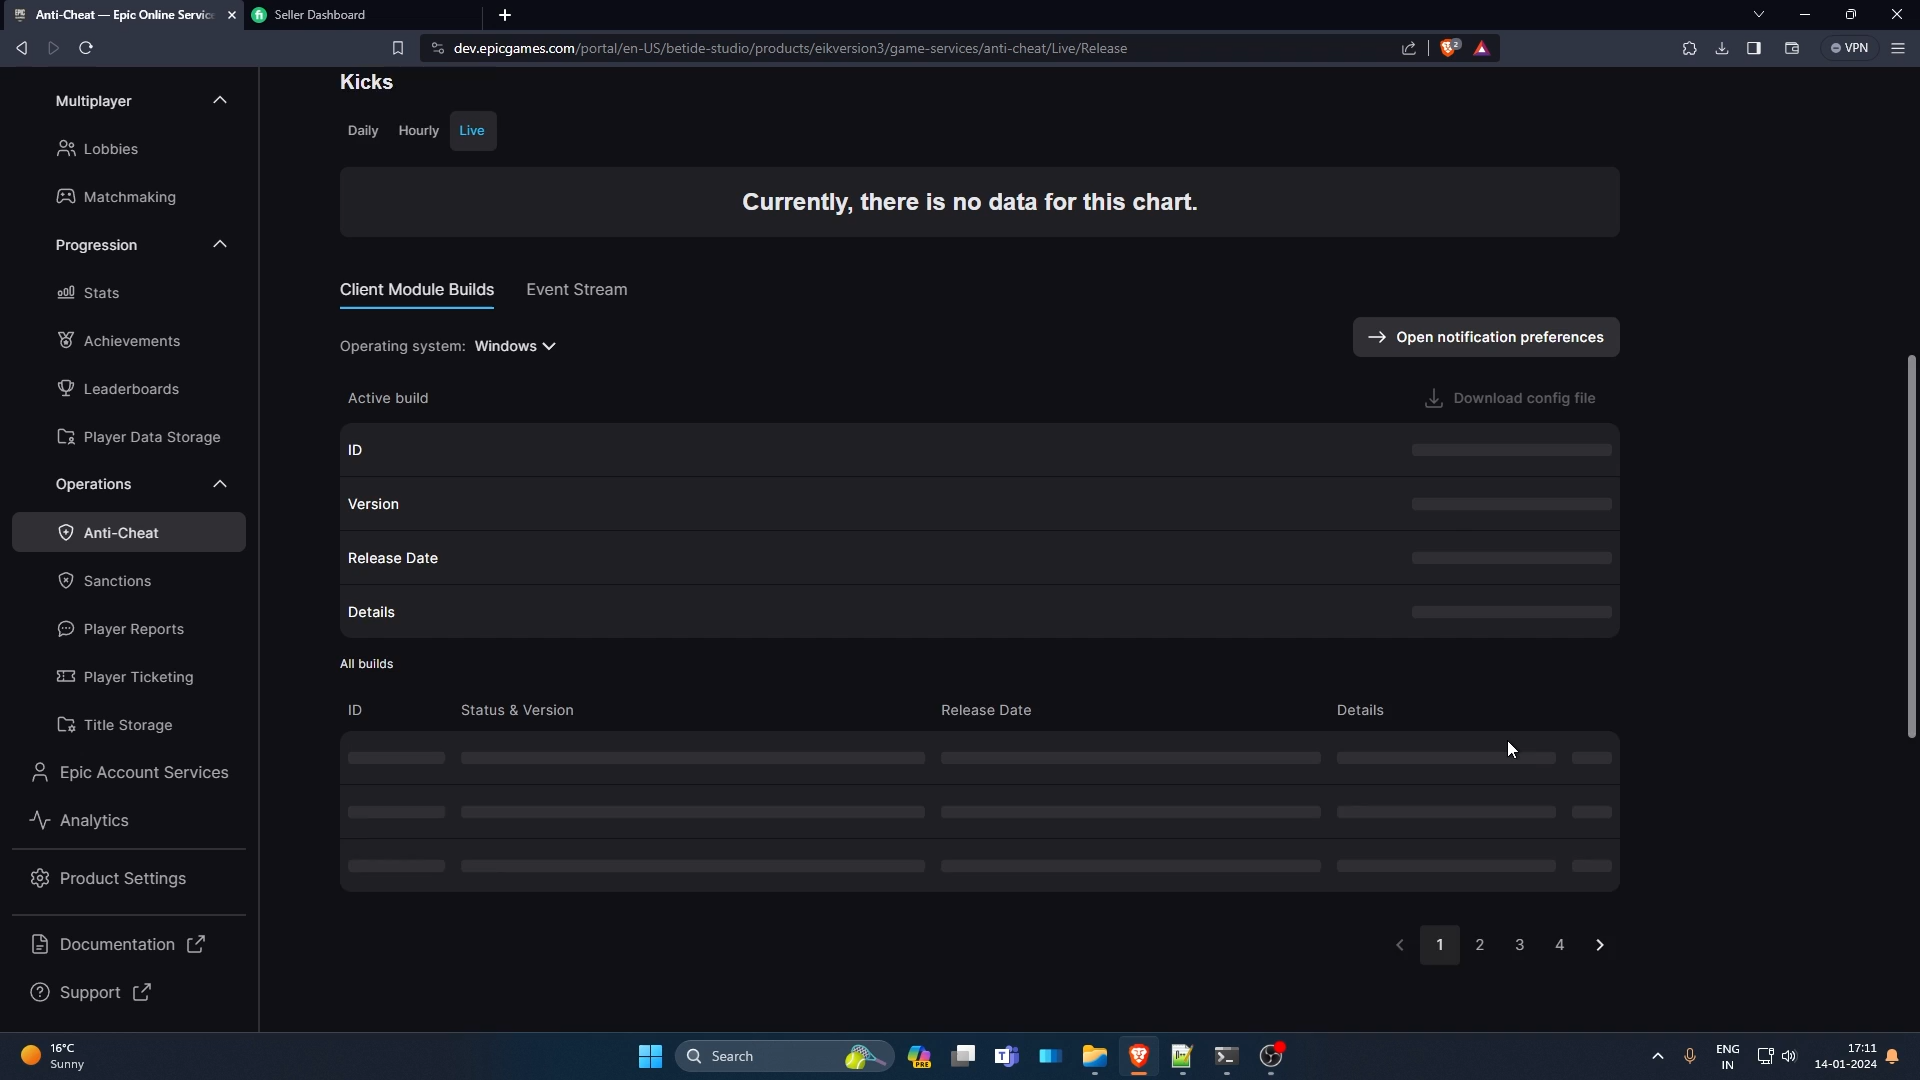 Anti-Cheat — Epic Online Servic
Seller Dashboard
dev.epicgames.com/portal/en-US/betide-studio/products/eikversion3/game-services/anti-cheat/Live/Release
2
VPN
Multiplayer
Lobbies
Matchmaking
Progression
Stats
Achievements
Leaderboards
Player Data Storage
Operations
Anti-Cheat
Sanctions
Player Reports
Player Ticketing
Title Storage
Epic Account Services
Analytics
Product Settings
Documentation
Support
Kicks
Daily Hourly Live
Currently, there is no data for this chart.
Client Module Builds Event Stream
Operating system: Windows
Open notification preferences
Active build
Download config file
ID
Version
Release Date
Details
All builds
ID Status & Version Release Date Details
1 2 3 4
16°C
Sunny
Search
PRE
ENG
IN
17:11
14-01-2024